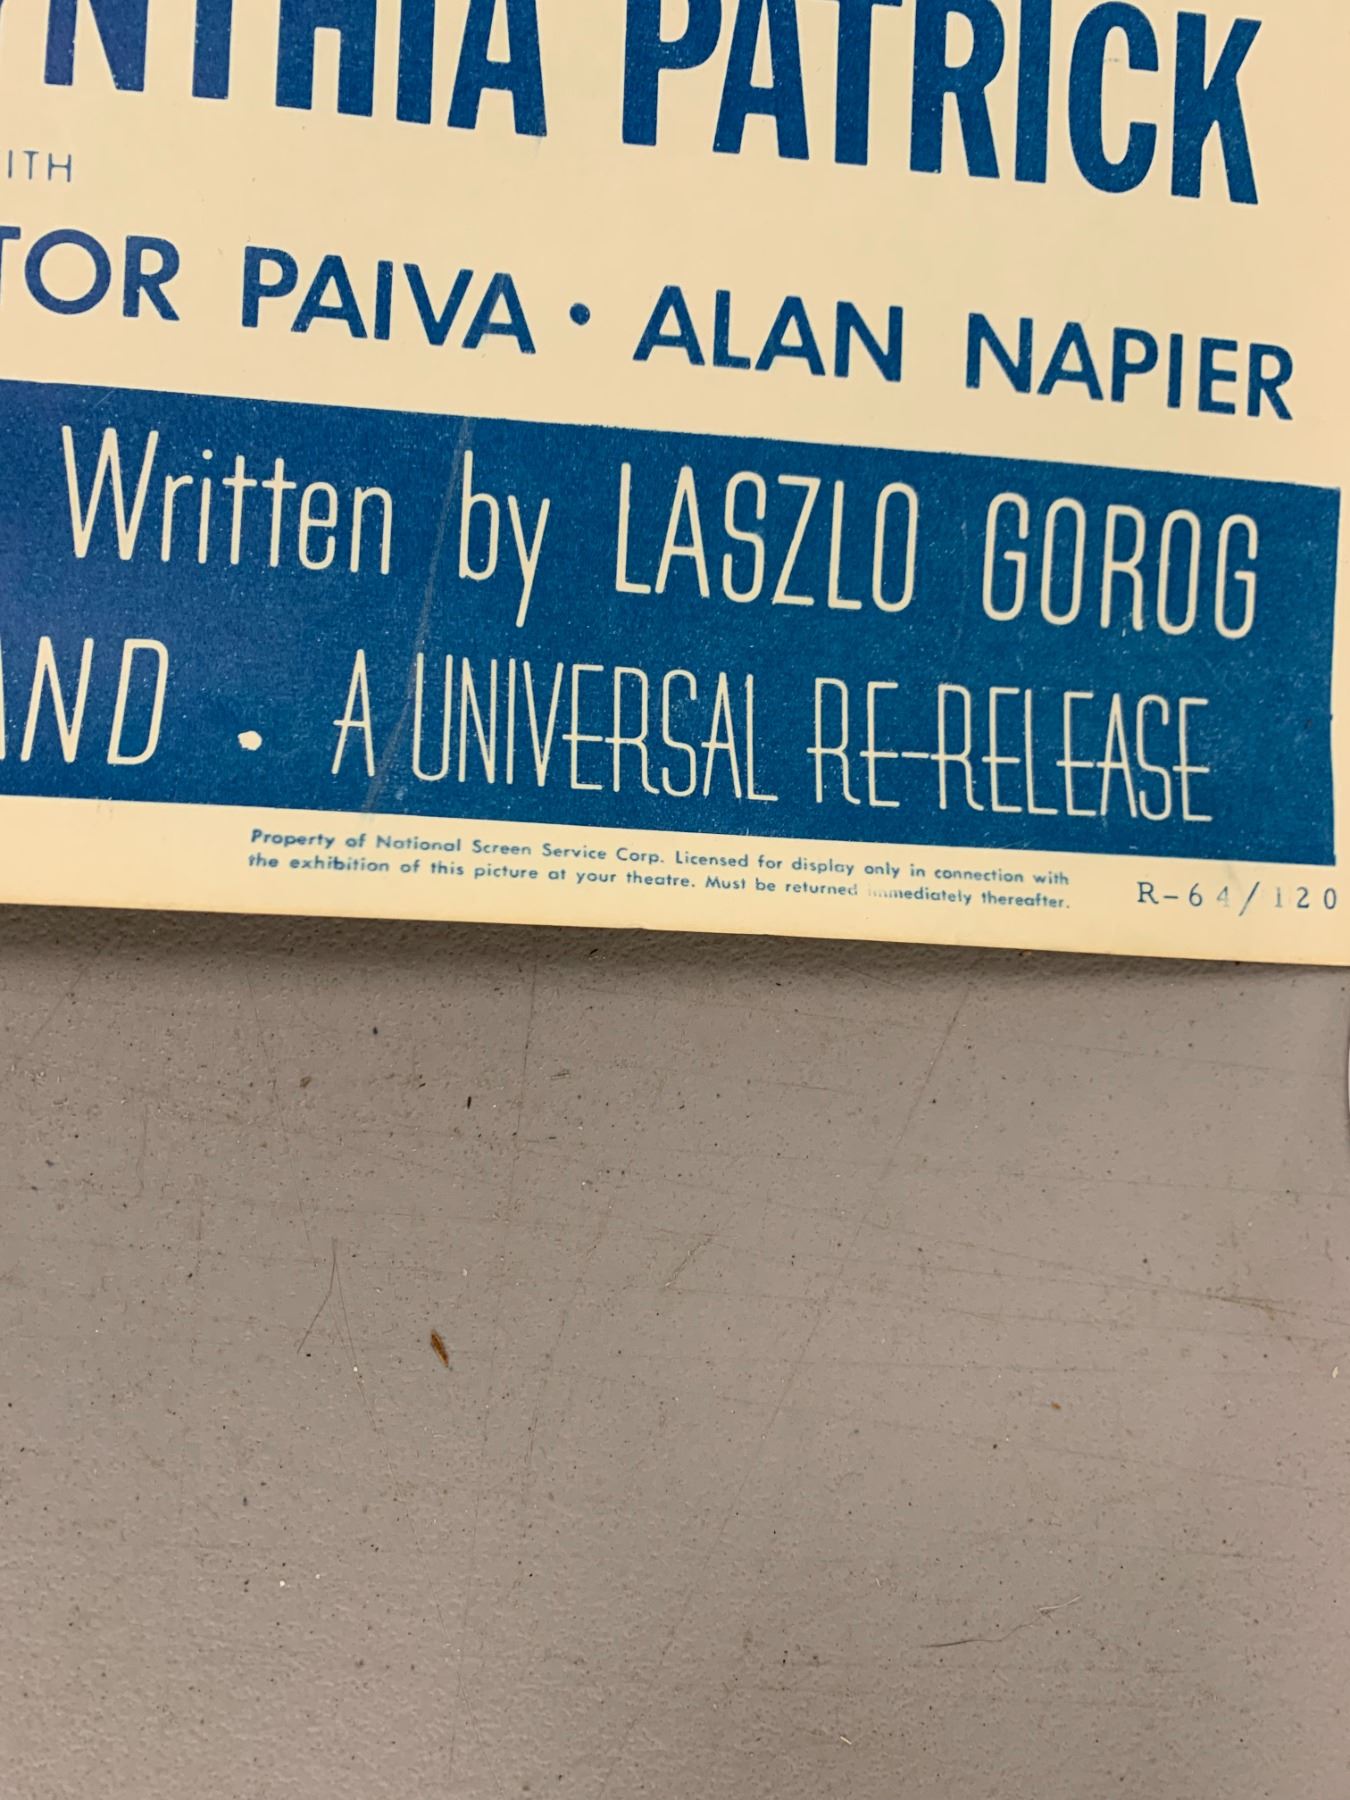 YNTHIA PATRICK
ITH
TOR PAIVA • ALAN NAPIER
Written by LASZLO GOROG
AND • A UNIVERSAL RE-RELEASE
Property of National Screen Service Corp. Licensed for display only in connection with
the exhibition of this picture at your theatre. Must be returned immediately thereafter.
R-64/120